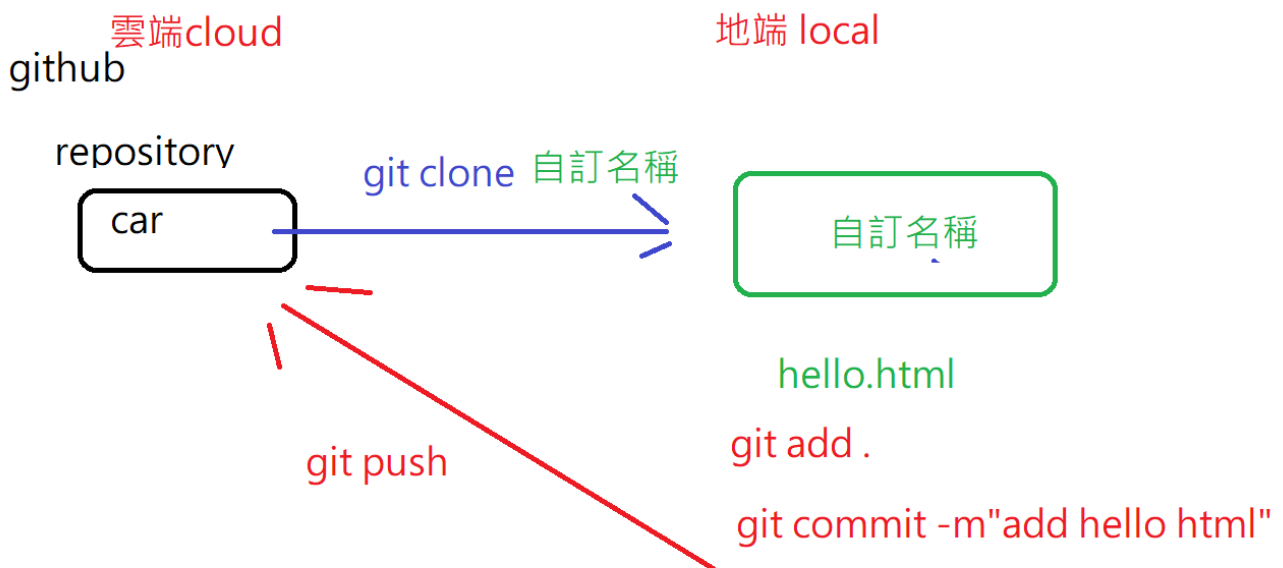 雲端cloud
地端 local
github
repository
git clone 自訂名稱
car
自訂名稱
hello.html
git add .
git push
git commit -m"add hello html"